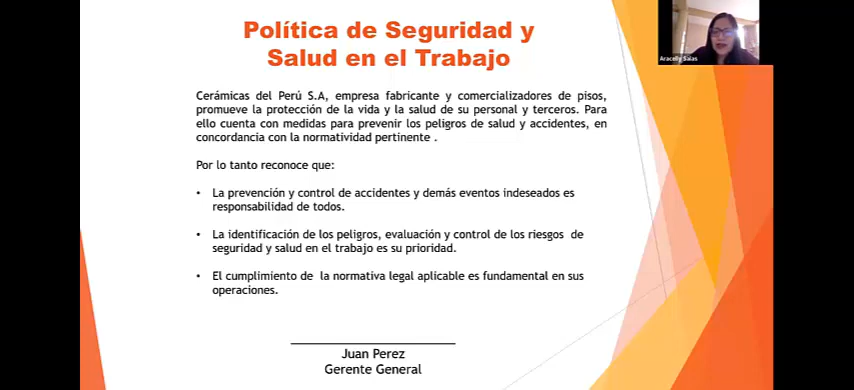 Política de Seguridad y
Salud en el Trabajo
Aracelly Salas
Cerámicas del Perú S.A, empresa fabricante y comercializadores de pisos,
promueve la protección de la vida y la salud de su personal y terceros. Para
ello cuenta con medidas para prevenir los peligros de salud y accidentes, en
concordancia con la normatividad pertinente .
Por lo tanto reconoce que:
• La prevención y control de accidentes y demás eventos indeseados es
responsabilidad de todos.
• La identificación de los peligros, evaluación y control de los riesgos de
seguridad y salud en el trabajo es su prioridad.
• El cumplimiento de la normativa legal aplicable es fundamental en sus
operaciones.
Juan Perez
Gerente General